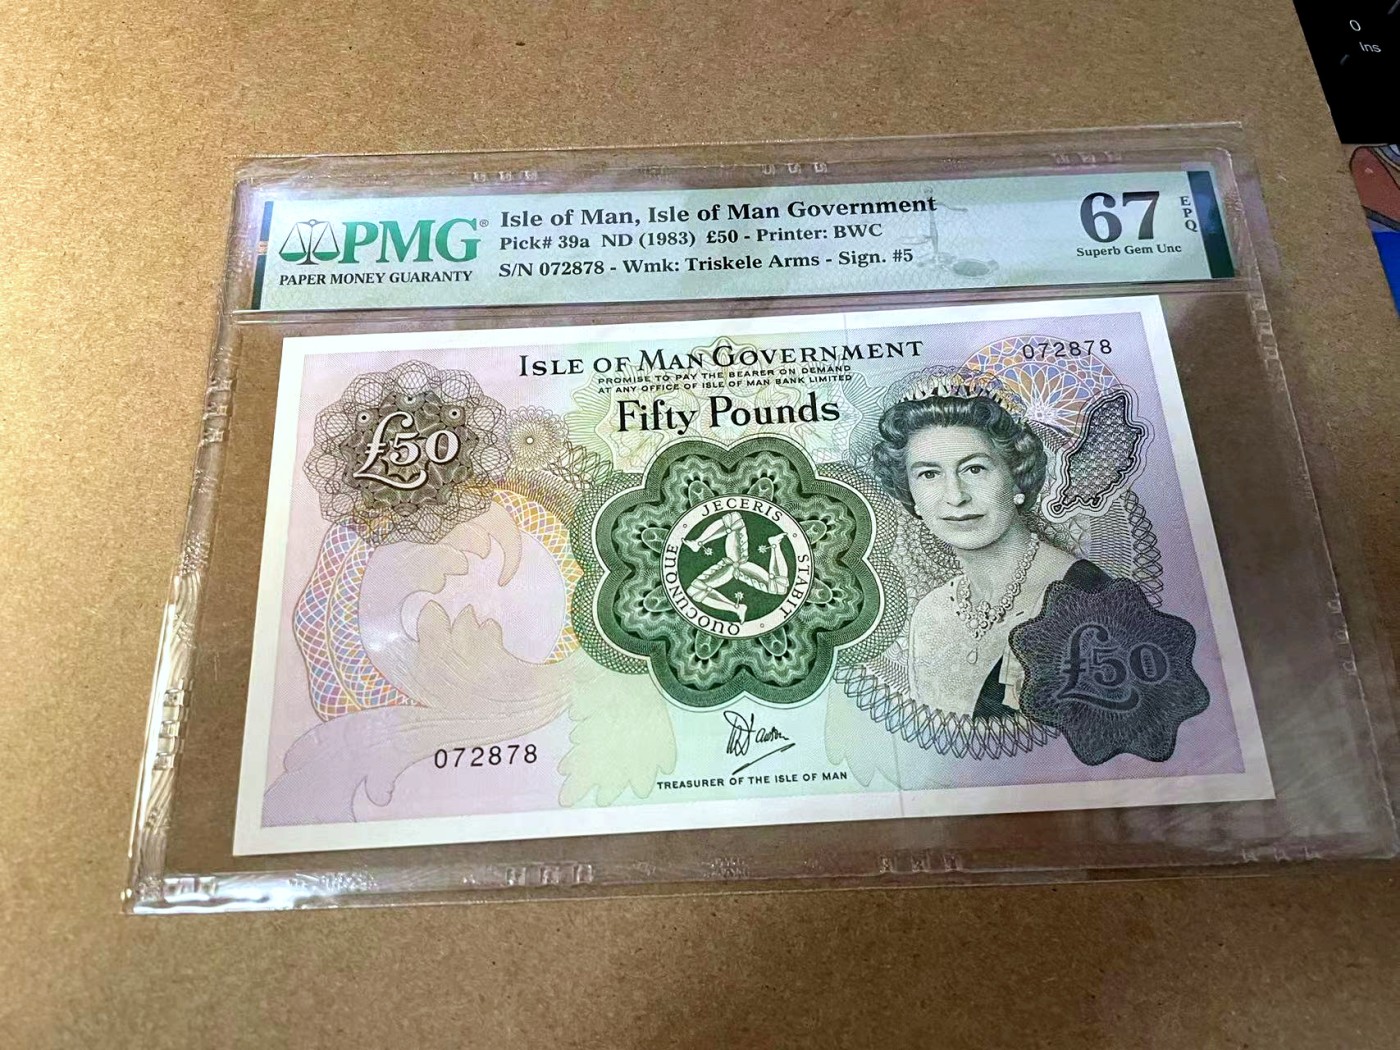 0
Ins
PMG®
PAPER MONEY GUARANTY
Isle of Man, Isle of Man Government
Pick# 39a ND (1983) £50 - Printer: BWC
S/N 072878 - Wmk: Triskele Arms - Sign. #5
67
Superb Gem Unc
EPQ
ISLE OF MAN GOVERNMENT
PROMISE TO PAY THE BEARER ON DEMAND
AT ANY OFFICE OF ISLE OF MAN BANK LIMITED
Fifty Pounds
072878
£50
QUOCUNQUE · JECERIS · STABIT ·
£50
072878
TREASURER OF THE ISLE OF MAN